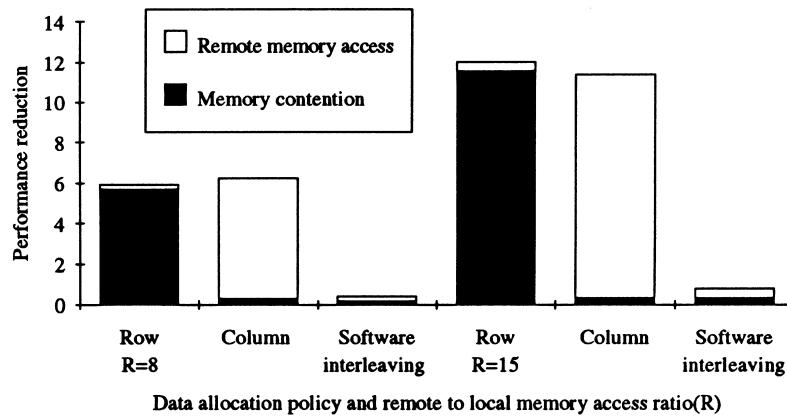 14
12
10
8
6
4
2
0
Performance reduction
Remote memory access
Memory contention
Row
R=8
Column
Software
interleaving
Row
R=15
Column
Software
interleaving
Data allocation policy and remote to local memory access ratio(R)